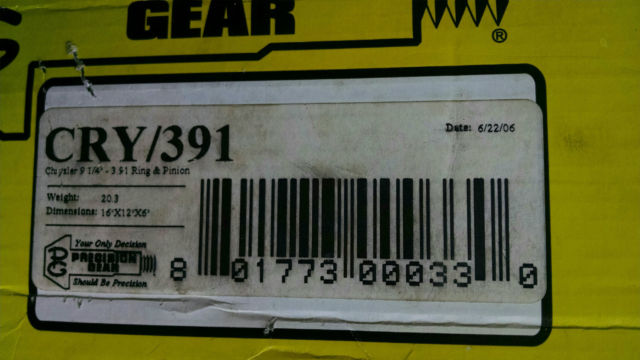 GEAR
®
CRY/391
Date: 6/22/06
Chrysler 9 1/4" - 3.91 Ring & Pinion
Weight: 20.3
Dimensions: 16"X12"X6"
Your Only Decision
PG PRECISION
GEAR
Should Be Precision
8 01773 00033 0